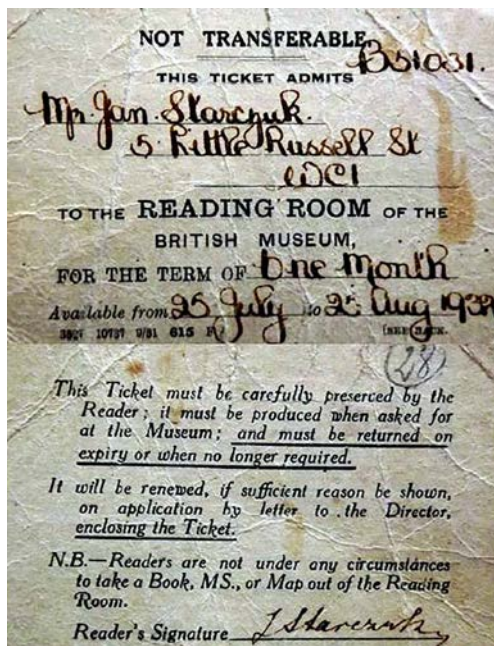 NOT TRANSFERABLE
B51031.
THIS TICKET ADMITS
Mr. Jan Starczuk.
5 Little Russell St
WC1
TO THE READING ROOM OF THE
BRITISH MUSEUM,
FOR THE TERM OF One Month
Available from 25 July to 25 Aug 193
615 (SEE BACK.
(28)
This Ticket must be carefully preserved by the
Reader; it must be produced when asked for
at the Museum; and must be returned on
expiry or when no longer required.
It will be renewed, if sufficient reason be shown,
on application by letter to the Director,
enclosing the Ticket.
N.B.—Readers are not under any circumstances
to take a Book, MS., or Map out of the Reading
Room.
Reader's Signature J Starczuk